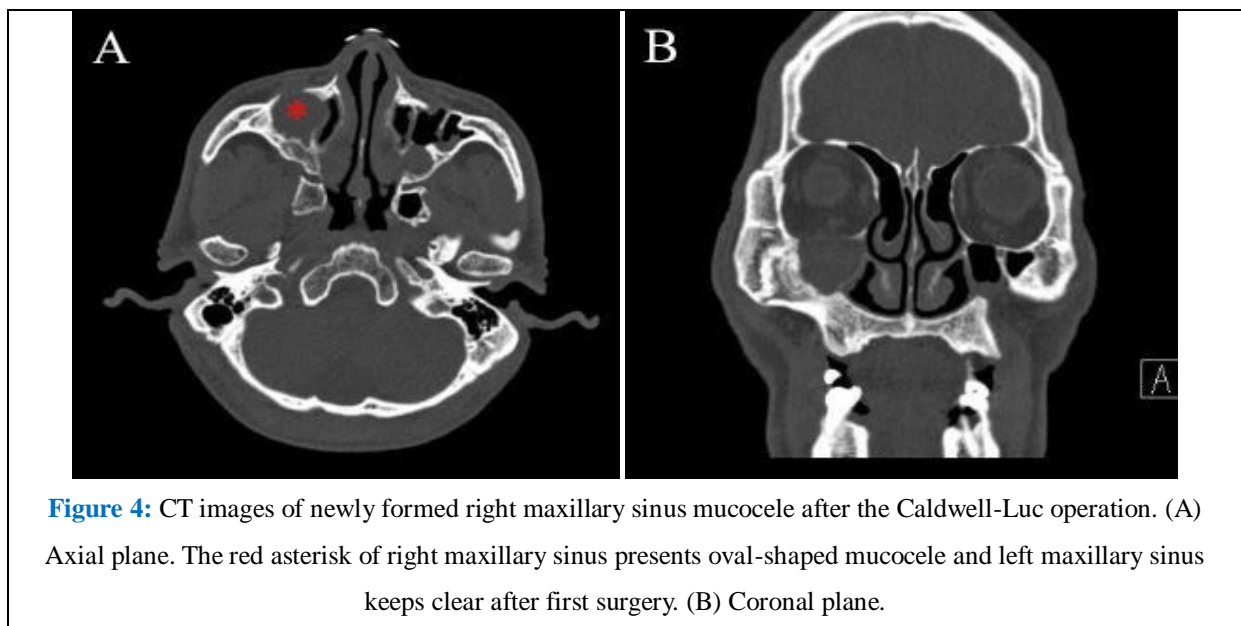 A
B
A
Figure 4: CT images of newly formed right maxillary sinus mucocele after the Caldwell-Luc operation. (A)
Axial plane. The red asterisk of right maxillary sinus presents oval-shaped mucocele and left maxillary sinus
keeps clear after first surgery. (B) Coronal plane.